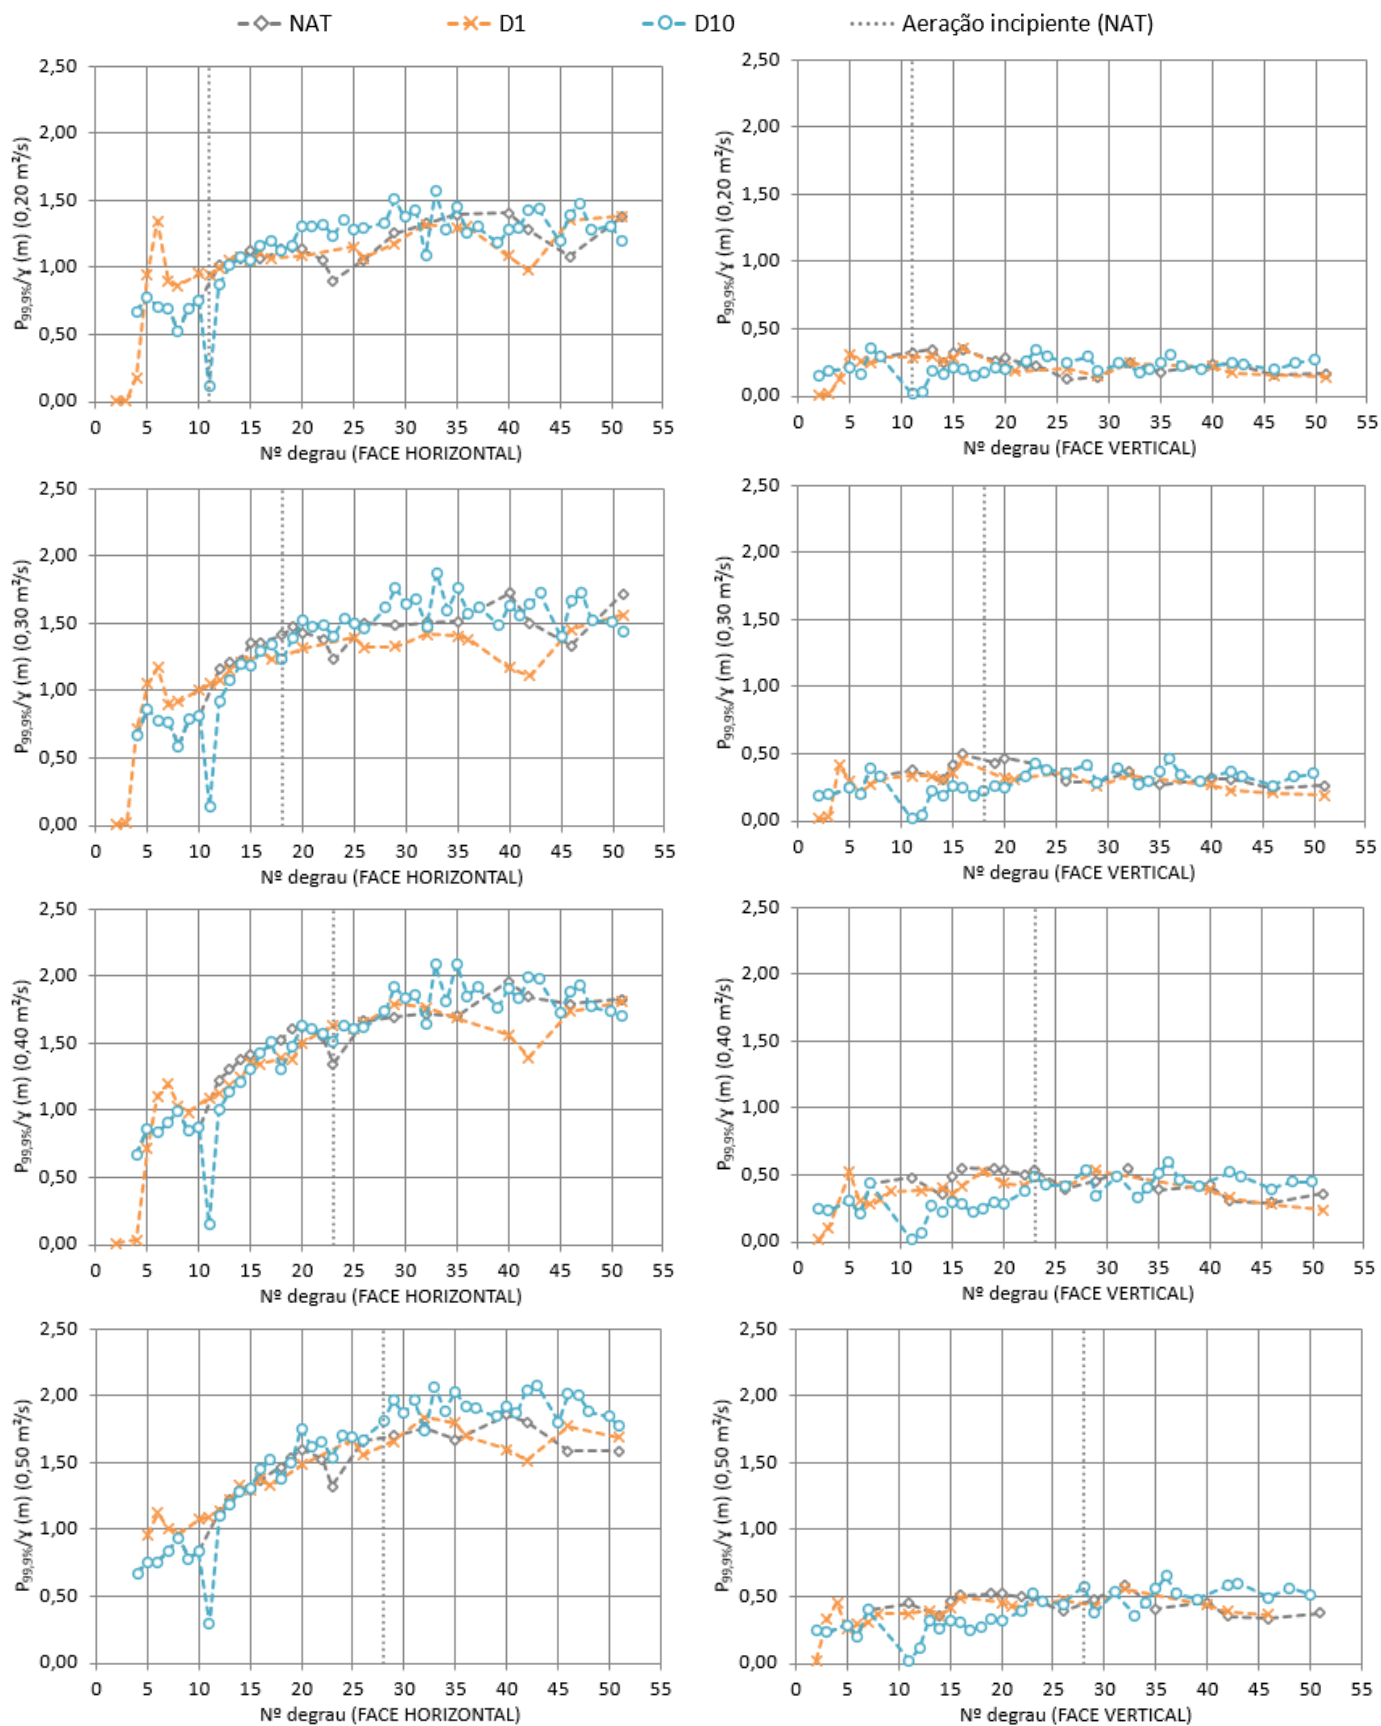 NAT D1 D10 Aeração incipiente (NAT)
P99,9%/ɣ (m) (0,20 m²/s)
2,50
2,00
1,50
1,00
0,50
0,00
0 5 10 15 20 25 30 35 40 45 50 55
Nº degrau (FACE HORIZONTAL)
P99,9%/ɣ (m) (0,20 m²/s)
2,50
2,00
1,50
1,00
0,50
0,00
0 5 10 15 20 25 30 35 40 45 50 55
Nº degrau (FACE VERTICAL)
P99,9%/ɣ (m) (0,30 m²/s)
2,50
2,00
1,50
1,00
0,50
0,00
0 5 10 15 20 25 30 35 40 45 50 55
Nº degrau (FACE HORIZONTAL)
P99,9%/ɣ (m) (0,30 m²/s)
2,50
2,00
1,50
1,00
0,50
0,00
0 5 10 15 20 25 30 35 40 45 50 55
Nº degrau (FACE VERTICAL)
P99,9%/ɣ (m) (0,40 m²/s)
2,50
2,00
1,50
1,00
0,50
0,00
0 5 10 15 20 25 30 35 40 45 50 55
Nº degrau (FACE HORIZONTAL)
P99,9%/ɣ (m) (0,40 m²/s)
2,50
2,00
1,50
1,00
0,50
0,00
0 5 10 15 20 25 30 35 40 45 50 55
Nº degrau (FACE VERTICAL)
P99,9%/ɣ (m) (0,50 m²/s)
2,50
2,00
1,50
1,00
0,50
0,00
0 5 10 15 20 25 30 35 40 45 50 55
Nº degrau (FACE HORIZONTAL)
P99,9%/ɣ (m) (0,50 m²/s)
2,50
2,00
1,50
1,00
0,50
0,00
0 5 10 15 20 25 30 35 40 45 50 55
Nº degrau (FACE VERTICAL)